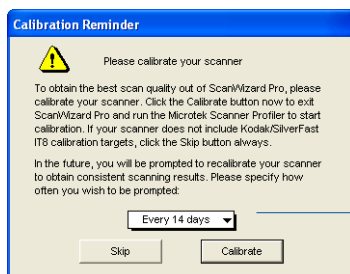 Calibration Reminder
Please calibrate your scanner
To obtain the best scan quality out of ScanWizard Pro, please
calibrate your scanner. Click the Calibrate button now to exit
ScanWizard Pro and run the Microtek Scanner Profiler to start
calibration. If your scanner does not include Kodak/SilverFast
IT8 calibration targets, click the Skip button always.
In the future, you will be prompted to recalibrate your scanner
to obtain consistent scanning results. Please specify how
often you wish to be prompted:
Every 14 days
Skip Calibrate